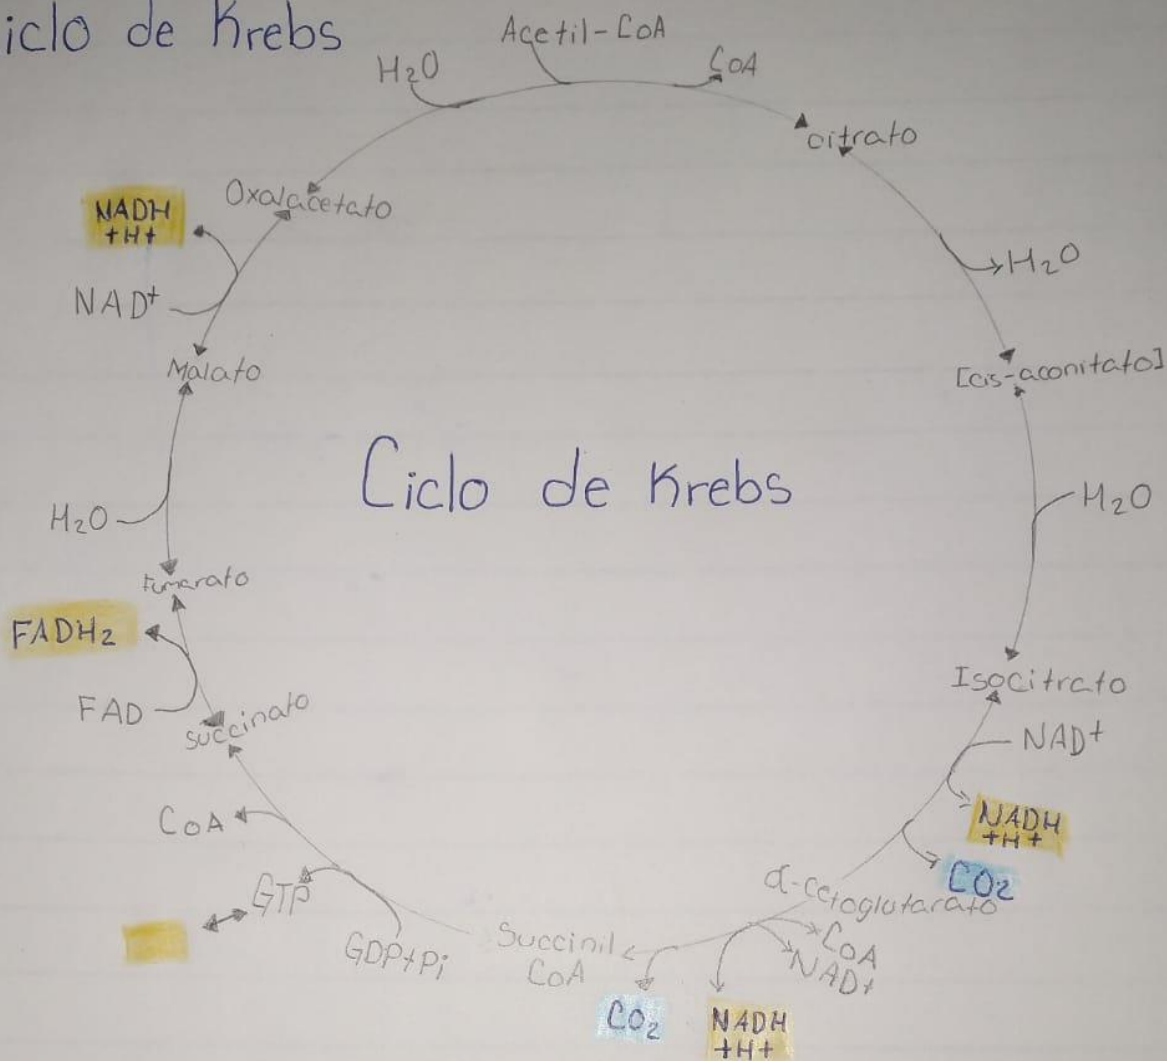 iclo de Krebs
Acetil-CoA
H₂O
CoA
citrato
Oxalacetato
NADH
+H+
NAD+
H₂O
Malato
[cis-aconitato]
Ciclo de Krebs
H₂O
H₂O
Fumarato
FADH₂
FAD
Succinato
Isocitrato
NAD+
NADH
+H+
CO₂
CoA
GTP
GDP+Pi
α-cetoglutarato
CoA
NAD+
Succinil
CoA
CO₂
NADH
+H+